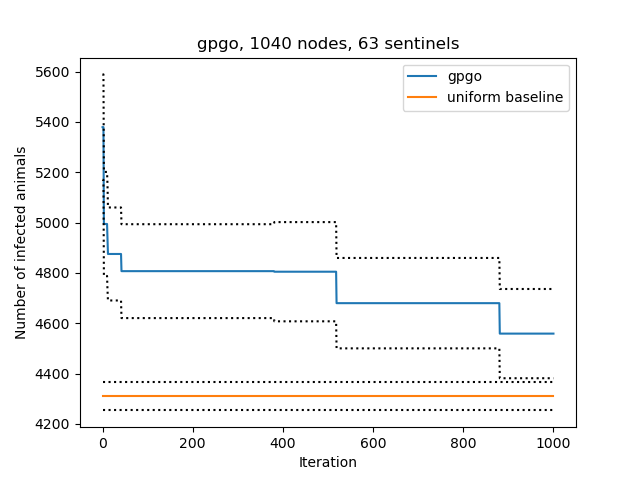 gpgo, 1040 nodes, 63 sentinels
gpgo
uniform baseline
Number of infected animals
5600
5400
5200
5000
4800
4600
4400
4200
0 200 400 600 800 1000
Iteration